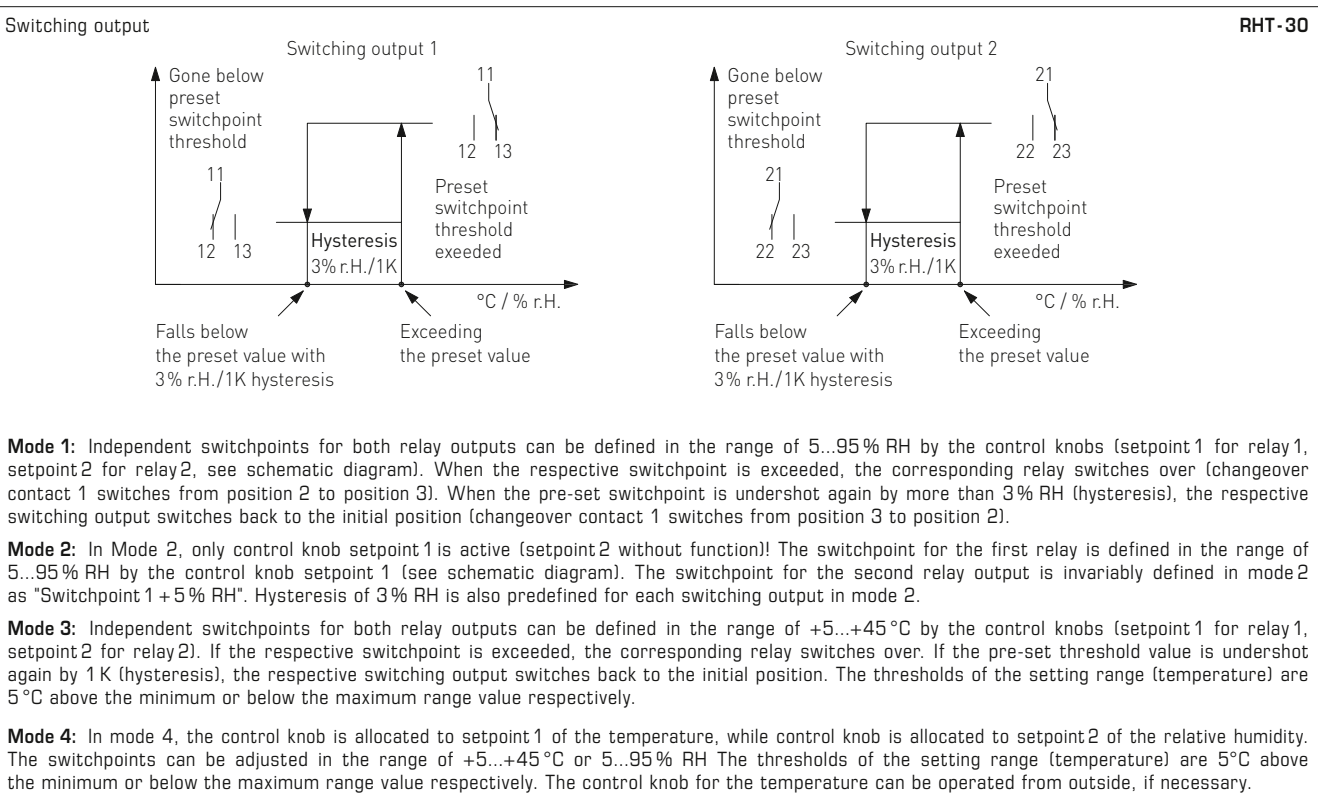 Switching output
RHT-30
Switching output 1
Gone below
preset
switchpoint
threshold
11
12 13
11
12 13
Preset
switchpoint
threshold
exeeded
Hysteresis
3% r.H./1K
°C / % r.H.
Falls below
the preset value with
3% r.H./1K hysteresis
Exceeding
the preset value
Switching output 2
Gone below
preset
switchpoint
threshold
21
22 23
21
22 23
Preset
switchpoint
threshold
exeeded
Hysteresis
3% r.H./1K
°C / % r.H.
Falls below
the preset value with
3% r.H./1K hysteresis
Exceeding
the preset value
Mode 1: Independent switchpoints for both relay outputs can be defined in the range of 5...95% RH by the control knobs (setpoint 1 for relay 1,
setpoint 2 for relay 2, see schematic diagram). When the respective switchpoint is exceeded, the corresponding relay switches over (changeover
contact 1 switches from position 2 to position 3). When the pre-set switchpoint is undershot again by more than 3% RH (hysteresis), the respective
switching output switches back to the initial position (changeover contact 1 switches from position 3 to position 2).
Mode 2: In Mode 2, only control knob setpoint 1 is active (setpoint 2 without function)! The switchpoint for the first relay is defined in the range of
5...95% RH by the control knob setpoint 1 (see schematic diagram). The switchpoint for the second relay output is invariably defined in mode 2
as "Switchpoint 1 + 5% RH". Hysteresis of 3% RH is also predefined for each switching output in mode 2.
Mode 3: Independent switchpoints for both relay outputs can be defined in the range of +5...+45 °C by the control knobs (setpoint 1 for relay 1,
setpoint 2 for relay 2). If the respective switchpoint is exceeded, the corresponding relay switches over. If the pre-set threshold value is undershot
again by 1 K (hysteresis), the respective switching output switches back to the initial position. The thresholds of the setting range (temperature) are
5 °C above the minimum or below the maximum range value respectively.
Mode 4: In mode 4, the control knob is allocated to setpoint 1 of the temperature, while control knob is allocated to setpoint 2 of the relative humidity.
The switchpoints can be adjusted in the range of +5...+45 °C or 5...95% RH The thresholds of the setting range (temperature) are 5°C above
the minimum or below the maximum range value respectively. The control knob for the temperature can be operated from outside, if necessary.